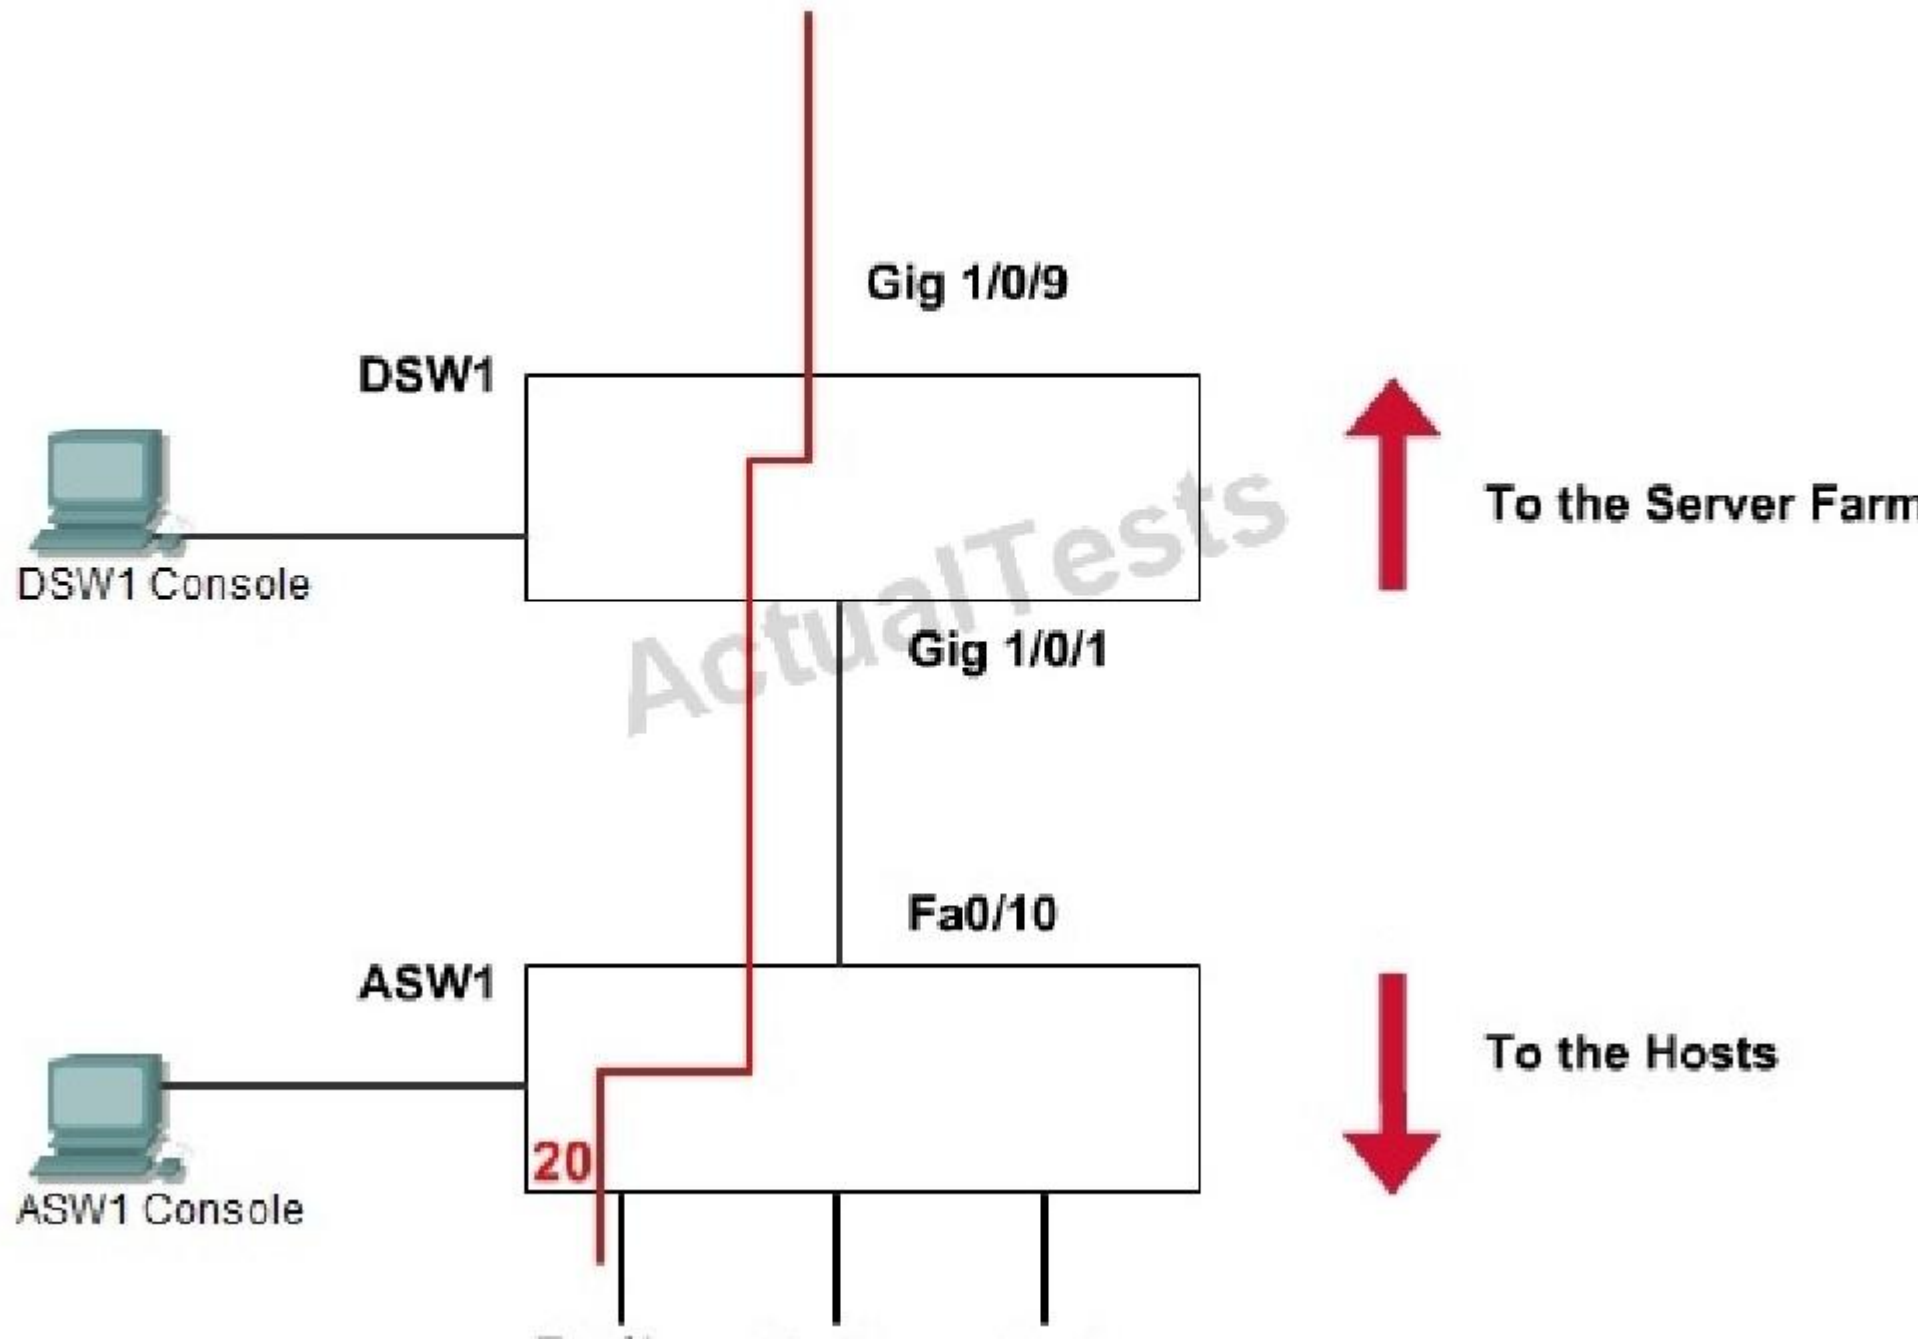 Gig 1/0/9
DSW1
To the Server Farm
DSW1 Console
ActualTests
Gig 1/0/1
Fa0/10
ASW1
To the Hosts
20
ASW1 Console